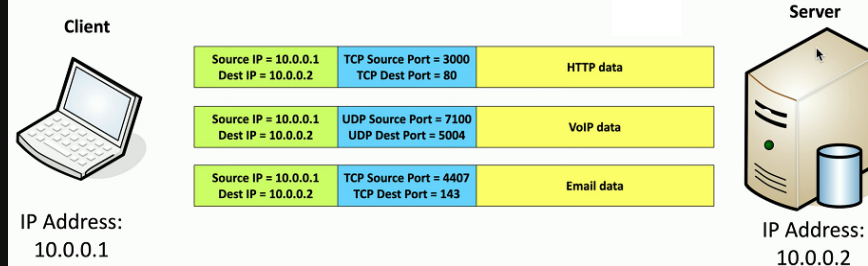 Client
Server
Source IP = 10.0.0.1
Dest IP = 10.0.0.2
TCP Source Port = 3000
TCP Dest Port = 80
HTTP data
Source IP = 10.0.0.1
Dest IP = 10.0.0.2
UDP Source Port = 7100
UDP Dest Port = 5004
VoIP data
Source IP = 10.0.0.1
Dest IP = 10.0.0.2
TCP Source Port = 4407
TCP Dest Port = 143
Email data
IP Address:
10.0.0.1
IP Address:
10.0.0.2